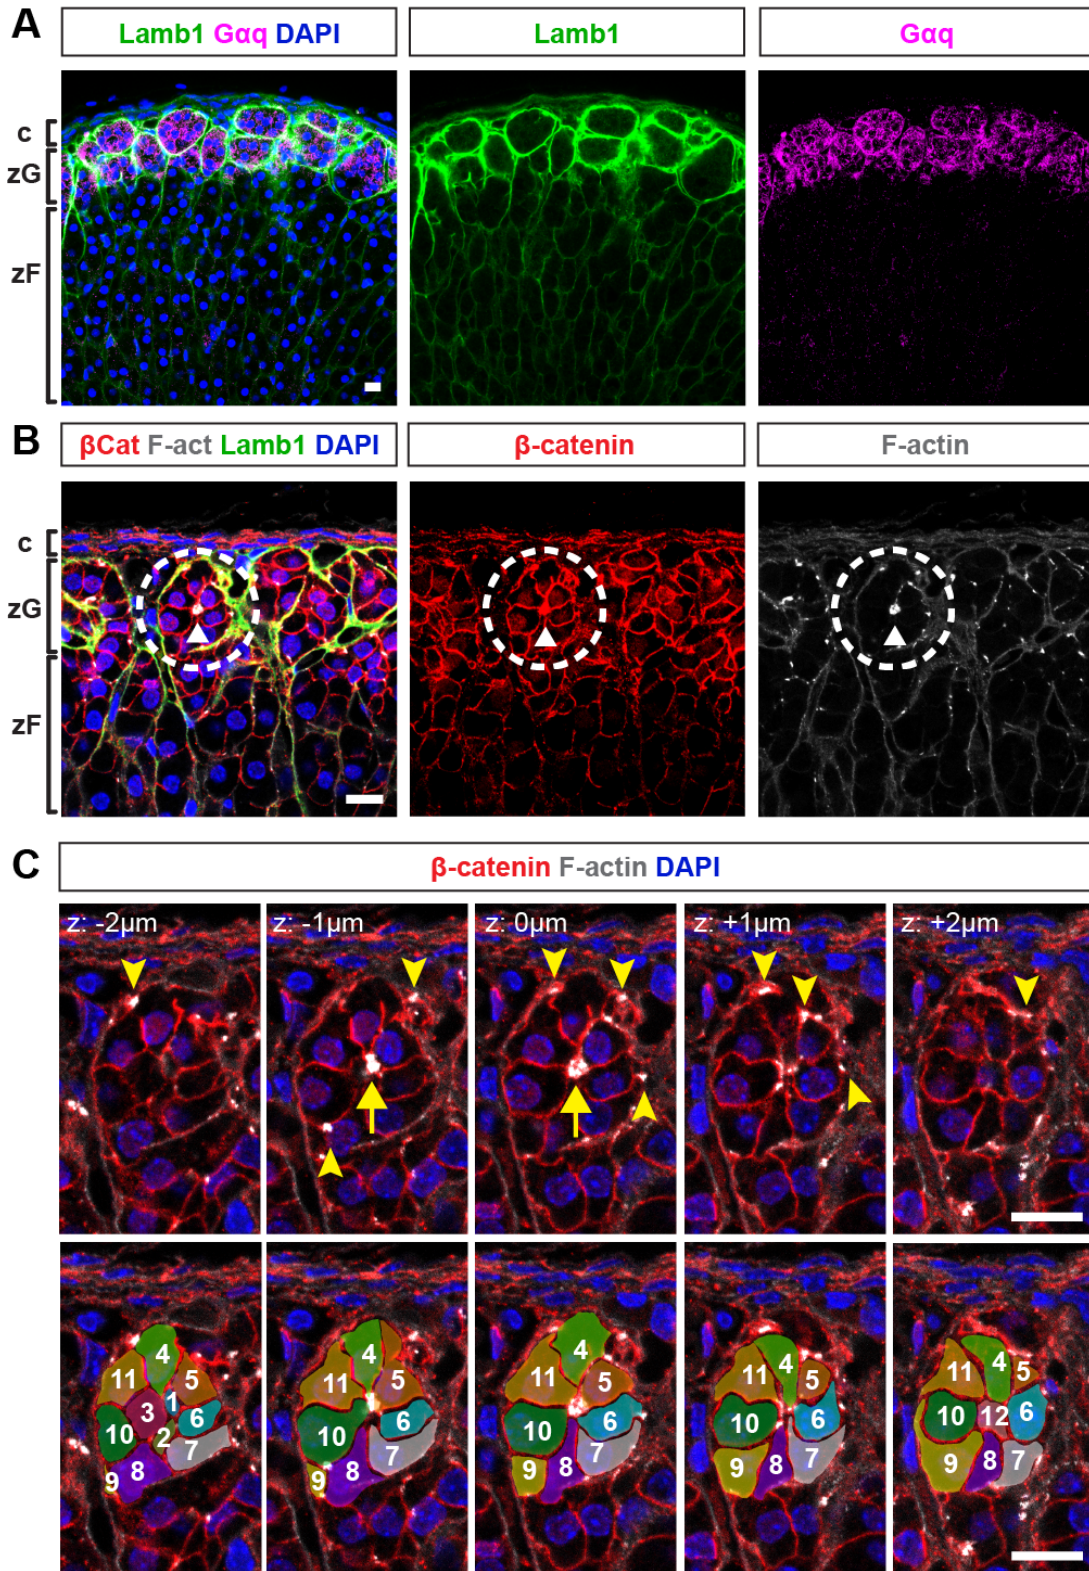 A
Lamb1 Gαq DAPI
Lamb1
Gαq
c
zG
zF
B
βCat F-act Lamb1 DAPI
β-catenin
F-actin
c
zG
zF
C
β-catenin F-actin DAPI
z: -2μm
z: -1μm
z: 0μm
z: +1μm
z: +2μm
4
11
5
1
3
6
10
2
7
8
9
4
11
5
10
6
7
8
9
4
11
5
10
6
7
8
9
4
11
5
10
6
7
9
8
4
5
11
10
12
6
9
8
7